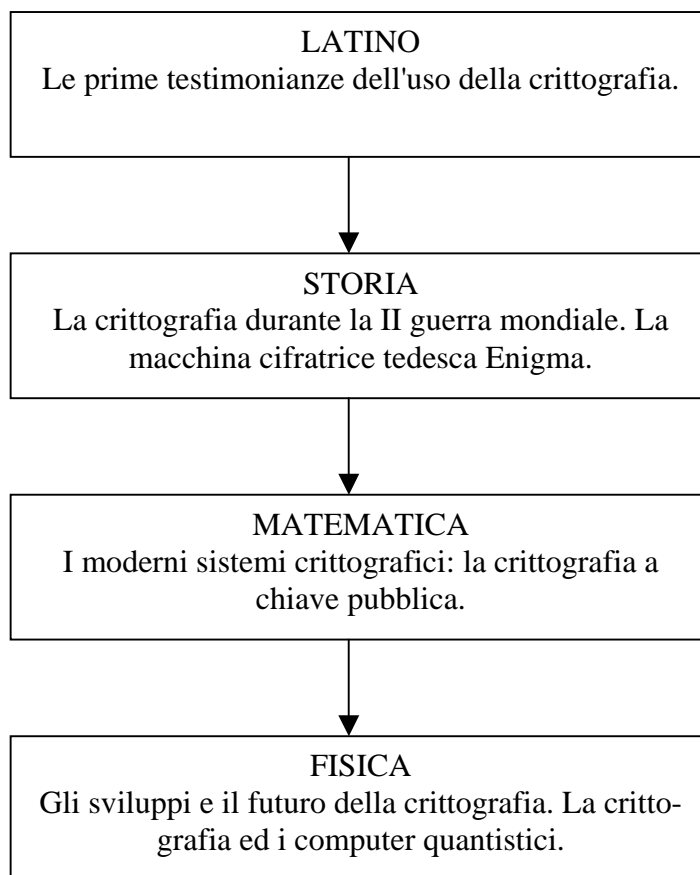 LATINO
Le prime testimonianze dell'uso della crittografia.
STORIA
La crittografia durante la II guerra mondiale. La
macchina cifratrice tedesca Enigma.
MATEMATICA
I moderni sistemi crittografici: la crittografia a
chiave pubblica.
FISICA
Gli sviluppi e il futuro della crittografia. La critto-
grafia ed i computer quantistici.